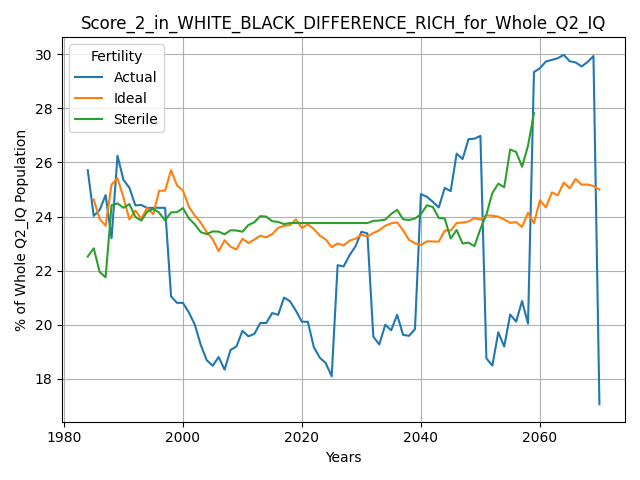 Score_2_in_WHITE_BLACK_DIFFERENCE_RICH_for_Whole_Q2_IQ
Fertility
Actual
Ideal
Sterile
% of Whole Q2_IQ Population
30
28
26
24
22
20
18
1980
2000
2020
2040
2060
Years